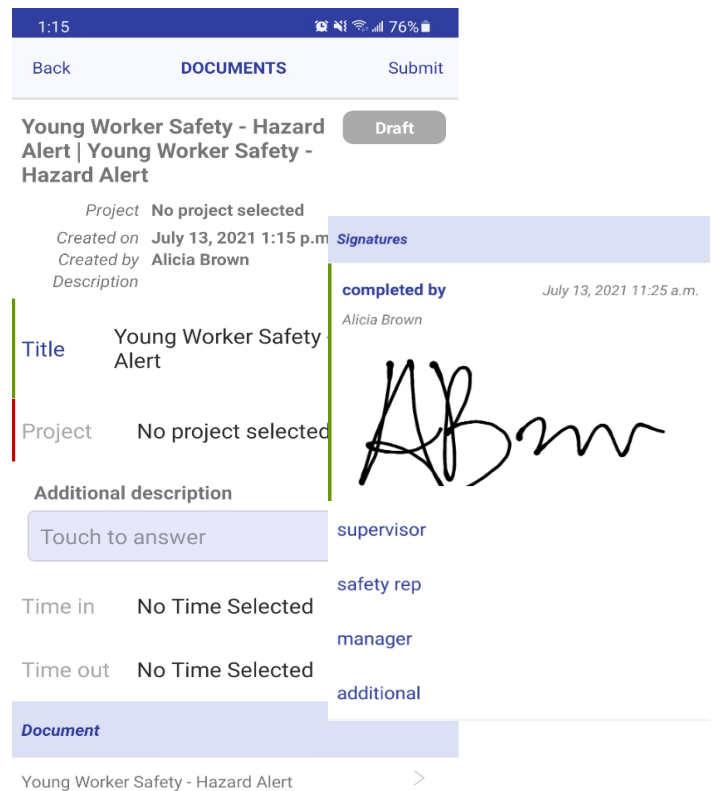 1:15 76%
Back DOCUMENTS Submit
Young Worker Safety - Hazard
Alert | Young Worker Safety -
Hazard Alert
Draft
Project No project selected
Created on July 13, 2021 1:15 p.m
Created by Alicia Brown
Description
Title Young Worker Safety -
Alert
Project No project selected
Additional description
Touch to answer
Time in No Time Selected
Time out No Time Selected
Document
Young Worker Safety - Hazard Alert
Signatures
completed by July 13, 2021 11:25 a.m.
Alicia Brown
supervisor
safety rep
manager
additional